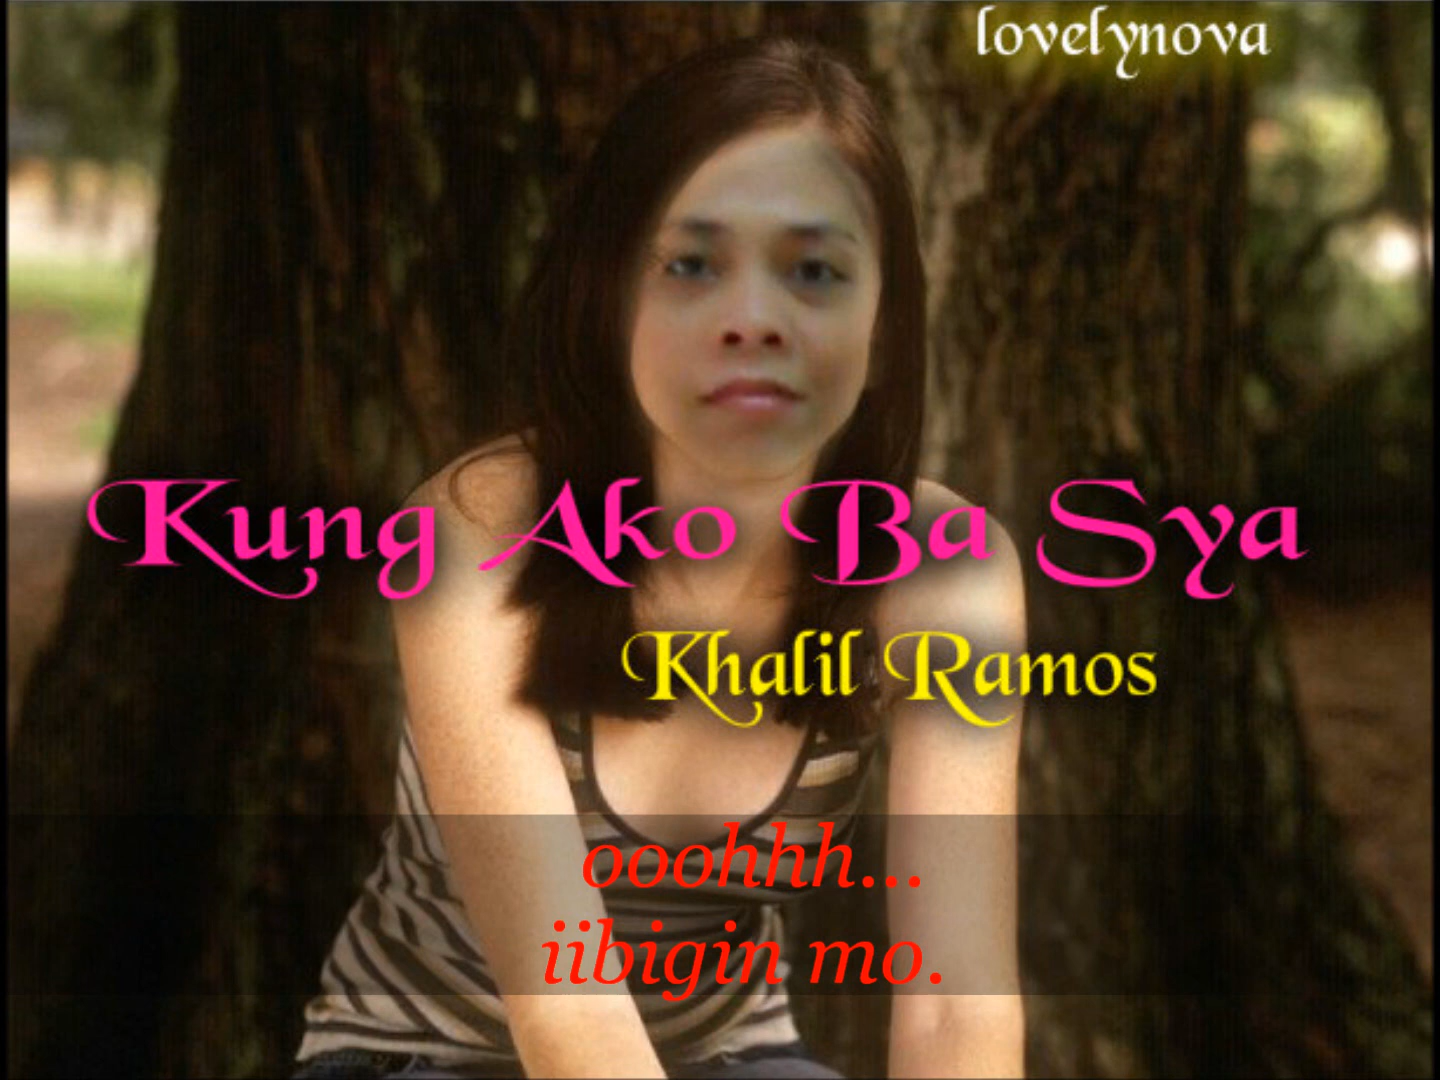 lovelynova
Kung Ako Ba Sya
Khalil Ramos
ooohhh...
iibigin mo.